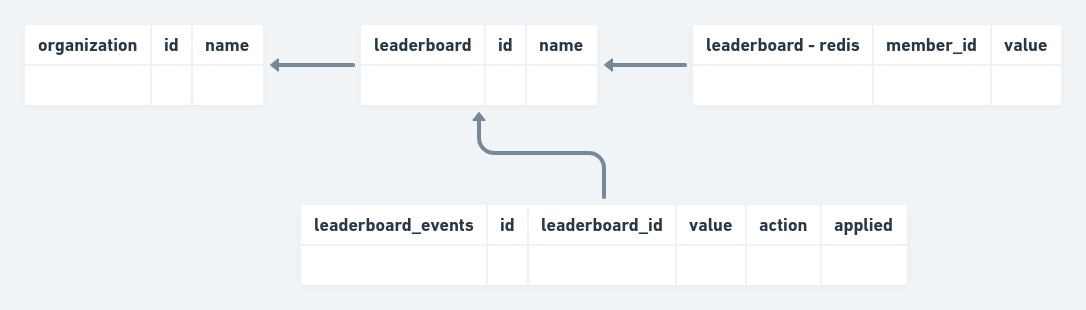 organization id name
leaderboard id name
leaderboard - redis member_id value
leaderboard_events id leaderboard_id value action applied